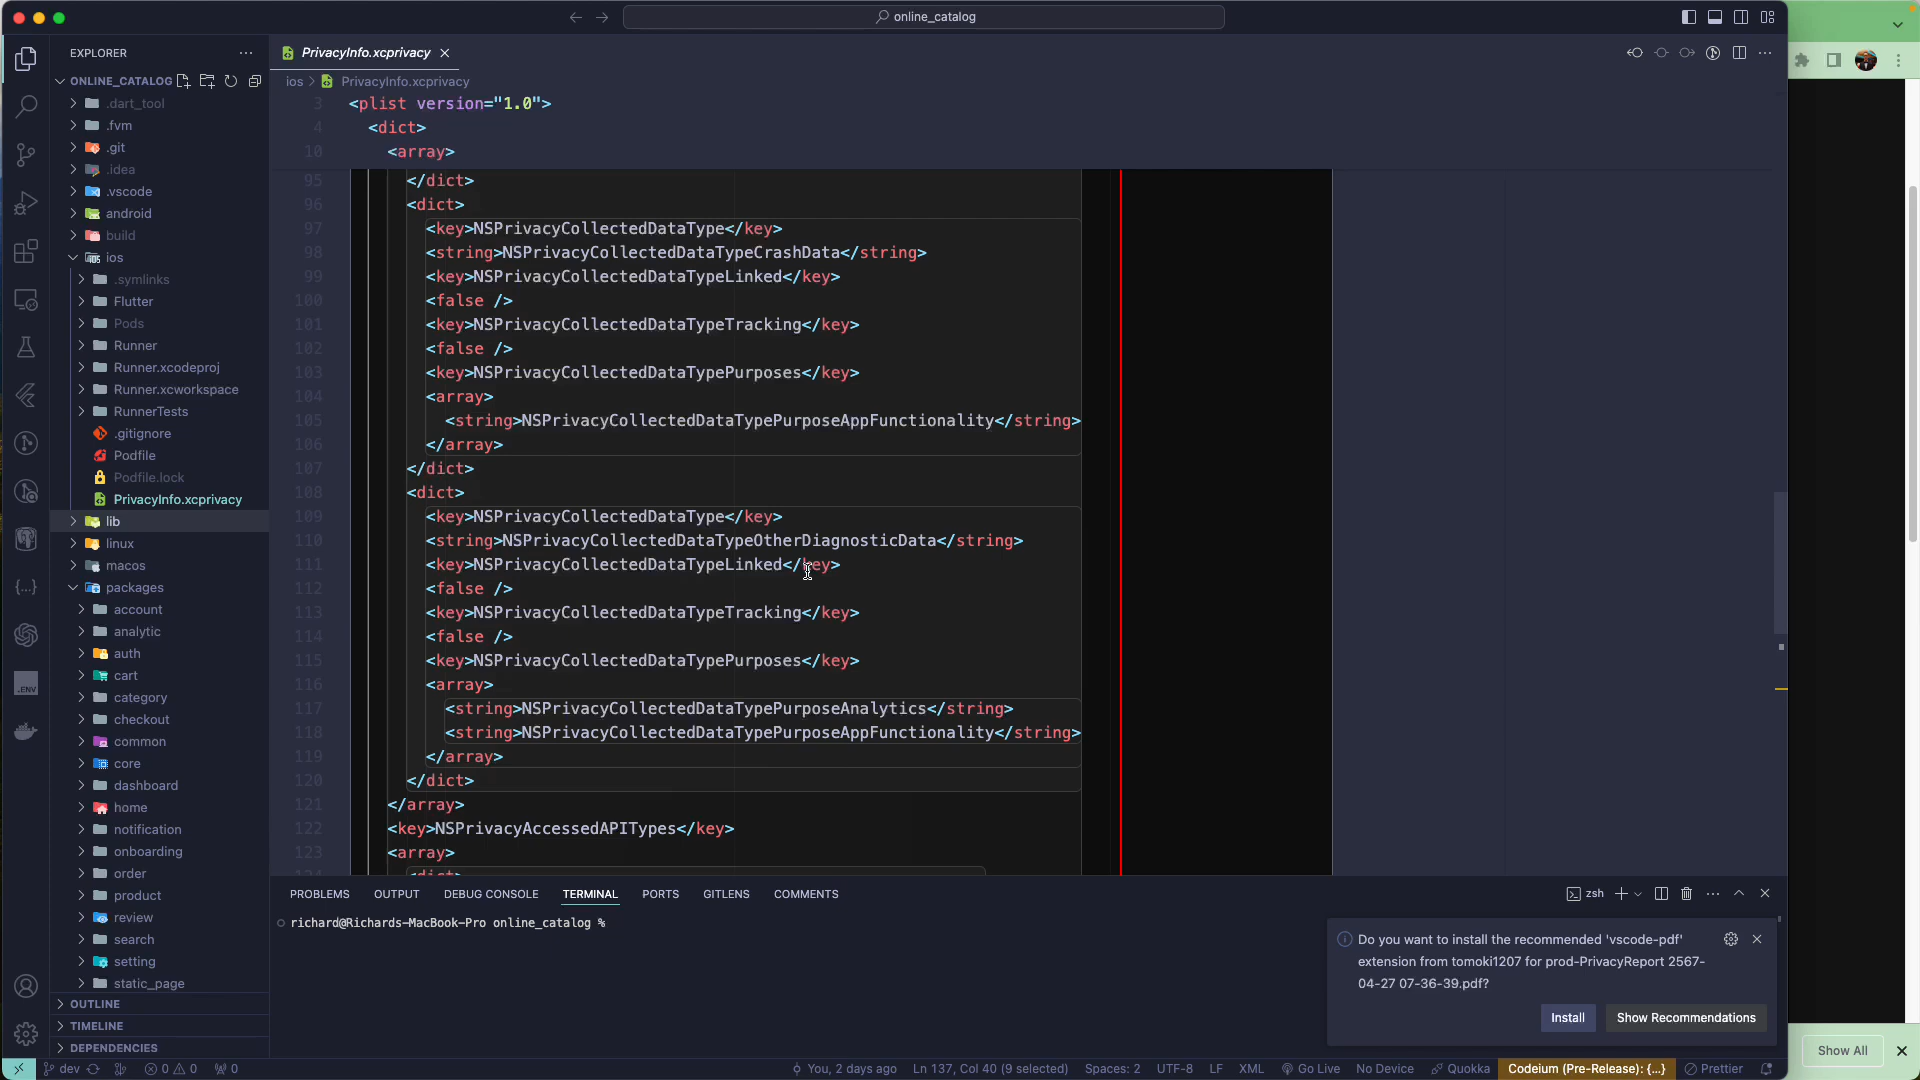 online_catalog
EXPLORER
PrivacyInfo.xcprivacy
ONLINE_CATALOG
.dart_tool
.fvm
.git
.idea
.vscode
android
build
ios
.symlinks
Flutter
Pods
Runner
Runner.xcodeproj
Runner.xcworkspace
RunnerTests
.gitignore
Podfile
Podfile.lock
PrivacyInfo.xcprivacy
lib
linux
macos
packages
account
analytic
auth
cart
category
checkout
common
core
dashboard
home
notification
onboarding
order
product
review
search
setting
static_page
OUTLINE
TIMELINE
DEPENDENCIES
{...}
.ENV
ios > PrivacyInfo.xcprivacy
3 <plist version="1.0">
4 <dict>
10 <array>
95 </dict>
96 <dict>
97 <key>NSPrivacyCollectedDataType</key>
98 <string>NSPrivacyCollectedDataTypeCrashData</string>
99 <key>NSPrivacyCollectedDataTypeLinked</key>
100 <false />
101 <key>NSPrivacyCollectedDataTypeTracking</key>
102 <false />
103 <key>NSPrivacyCollectedDataTypePurposes</key>
104 <array>
105 <string>NSPrivacyCollectedDataTypePurposeAppFunctionality</string>
106 </array>
107 </dict>
108 <dict>
109 <key>NSPrivacyCollectedDataType</key>
110 <string>NSPrivacyCollectedDataTypeOtherDiagnosticData</string>
111 <key>NSPrivacyCollectedDataTypeLinked</key>
112 <false />
113 <key>NSPrivacyCollectedDataTypeTracking</key>
114 <false />
115 <key>NSPrivacyCollectedDataTypePurposes</key>
116 <array>
117 <string>NSPrivacyCollectedDataTypePurposeAnalytics</string>
118 <string>NSPrivacyCollectedDataTypePurposeAppFunctionality</string>
119 </array>
120 </dict>
121 </array>
122 <key>NSPrivacyAccessedAPITypes</key>
123 <array>
PROBLEMS OUTPUT DEBUG CONSOLE TERMINAL PORTS GITLENS COMMENTS
zsh
richard@Richards-MacBook-Pro online_catalog %
Do you want to install the recommended 'vscode-pdf'
extension from tomoki1207 for prod-PrivacyReport 2567-
04-27 07-36-39.pdf?
Install Show Recommendations
Show All
dev 0 0 0 You, 2 days ago Ln 137, Col 40 (9 selected) Spaces: 2 UTF-8 LF XML Go Live No Device Quokka Codeium (Pre-Release): {...} Prettier